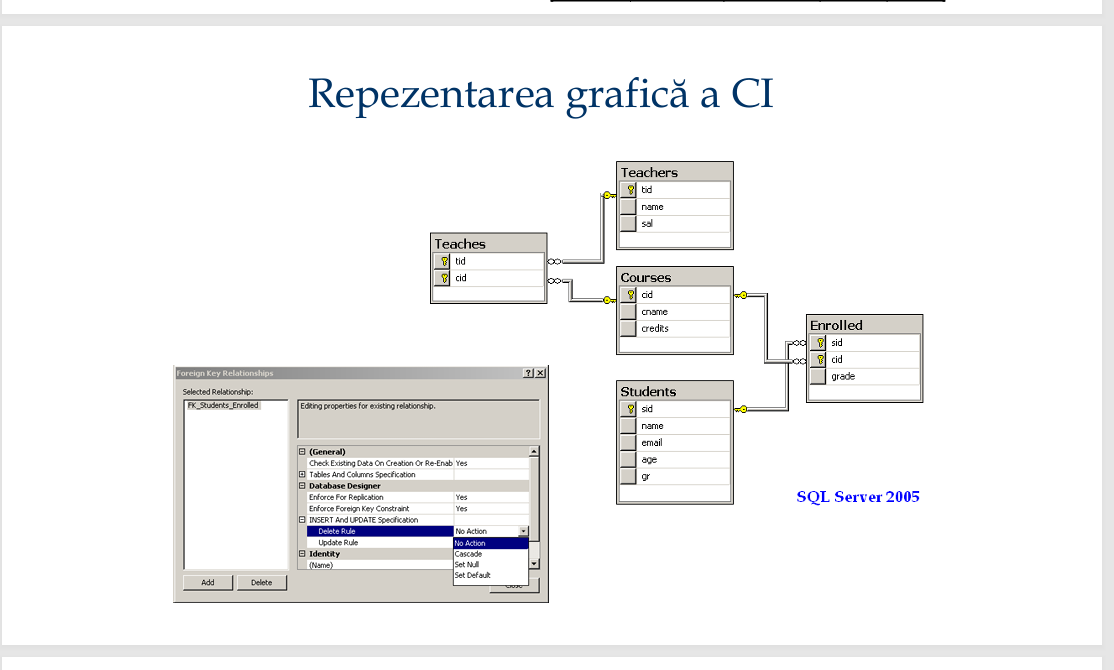 Repezentarea grafică a CI
Teachers
tid
name
sal
Teaches
tid
cid
Courses
cid
cname
credits
Enrolled
sid
cid
grade
Students
sid
name
email
age
gr
SQL Server 2005
Foreign Key Relationships
Selected Relationship:
FK_Students_Enrolled
Editing properties for existing relationship.
(General)
Check Existing Data On Creation Or Re-Enab Yes
Tables And Columns Specification
Database Designer
Enforce For Replication Yes
Enforce Foreign Key Constraint Yes
INSERT And UPDATE Specification
Delete Rule No Action
Update Rule No Action
Identity Cascade
(Name) Set Null
Set Default
Add Delete Close